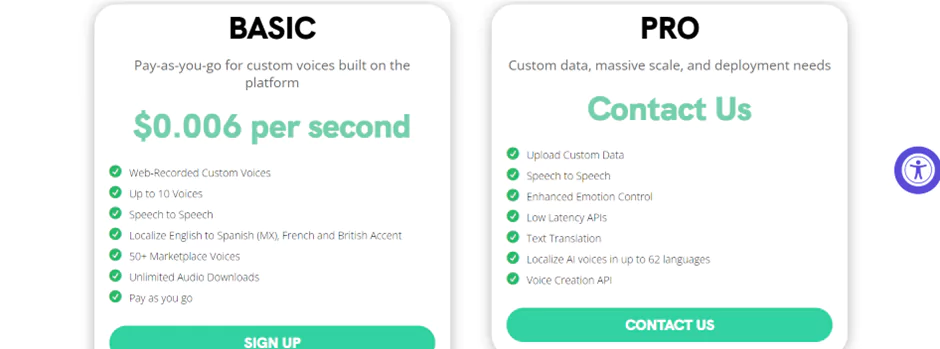 BASIC
Pay-as-you-go for custom voices built on the
platform
$0.006 per second
Web-Recorded Custom Voices
Up to 10 Voices
Speech to Speech
Localize English to Spanish (MX), French and British Accent
50+ Marketplace Voices
Unlimited Audio Downloads
Pay as you go
SIGN UP
PRO
Custom data, massive scale, and deployment needs
Contact Us
Upload Custom Data
Speech to Speech
Enhanced Emotion Control
Low Latency APIs
Text Translation
Localize AI voices in up to 62 languages
Voice Creation API
CONTACT US